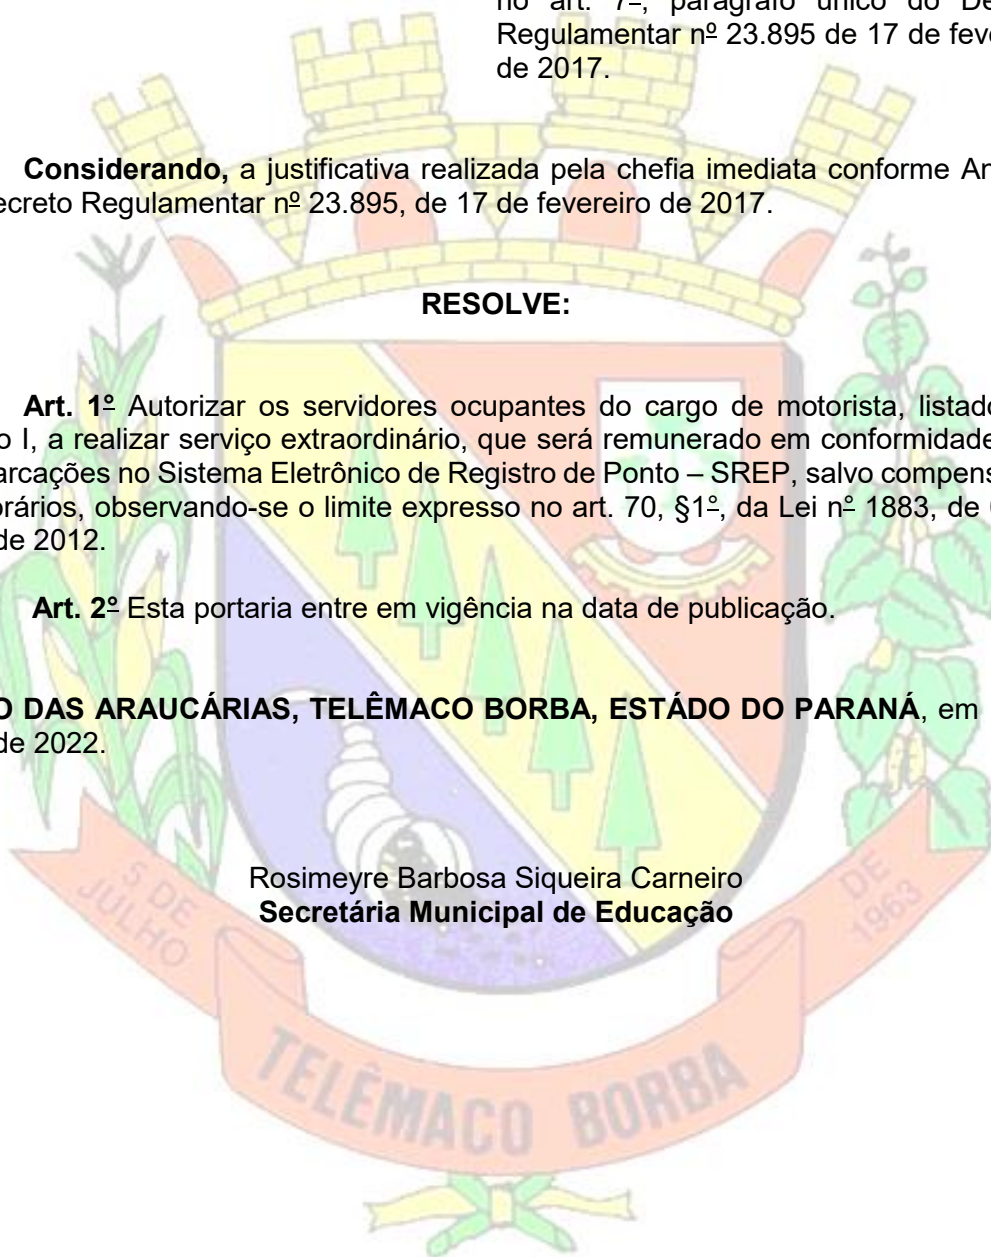 no art. 7º, parágrafo único do De
Regulamentar nº 23.895 de 17 de feve
de 2017.
Considerando, a justificativa realizada pela chefia imediata conforme An
ecreto Regulamentar nº 23.895, de 17 de fevereiro de 2017.
RESOLVE:
Art. 1º Autorizar os servidores ocupantes do cargo de motorista, listado
o I, a realizar serviço extraordinário, que será remunerado em conformidade
arcações no Sistema Eletrônico de Registro de Ponto – SREP, salvo compens
orários, observando-se o limite expresso no art. 70, §1º, da Lei nº 1883, de
de 2012.
Art. 2º Esta portaria entre em vigência na data de publicação.
O DAS ARAUCÁRIAS, TELÊMACO BORBA, ESTÁDO DO PARANÁ, em
de 2022.
Rosimeyre Barbosa Siqueira Carneiro
Secretária Municipal de Educação
5 DE
JULHO
DE
1963
TELÊMACO BORBA